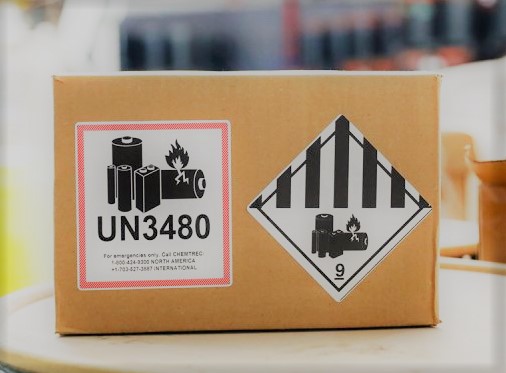 UN3480
For emergencies only. Call CHEMTREC:
1-800-424-9300 NORTH AMERICA
+1-703-527-3887 INTERNATIONAL
9